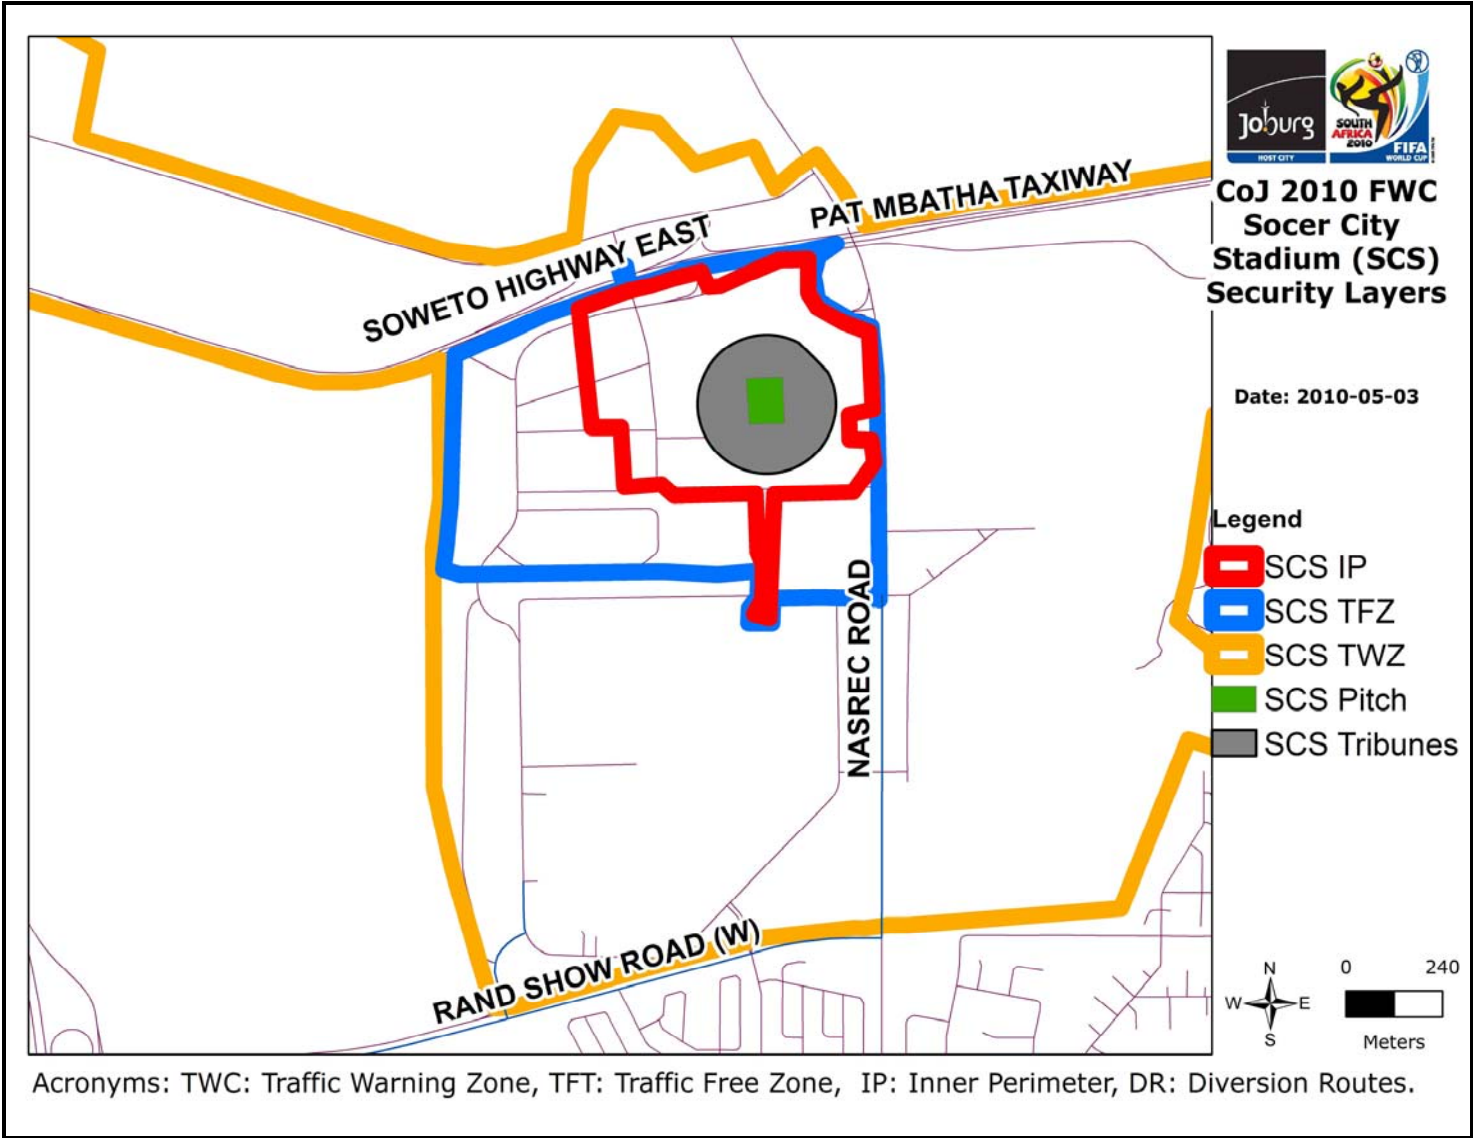 Joburg
HOST CITY
SOUTH
AFRICA
2010
FIFA
WORLD CUP
CoJ 2010 FWC
Socer City
Stadium (SCS)
Security Layers
Date: 2010-05-03
PAT MBATHA TAXIWAY
SOWETO HIGHWAY EAST
NASREC ROAD
RAND SHOW ROAD (W)
Legend
SCS IP
SCS TFZ
SCS TWZ
SCS Pitch
SCS Tribunes
N
W E
S
0 240
Meters
Acronyms: TWC: Traffic Warning Zone, TFT: Traffic Free Zone, IP: Inner Perimeter, DR: Diversion Routes.